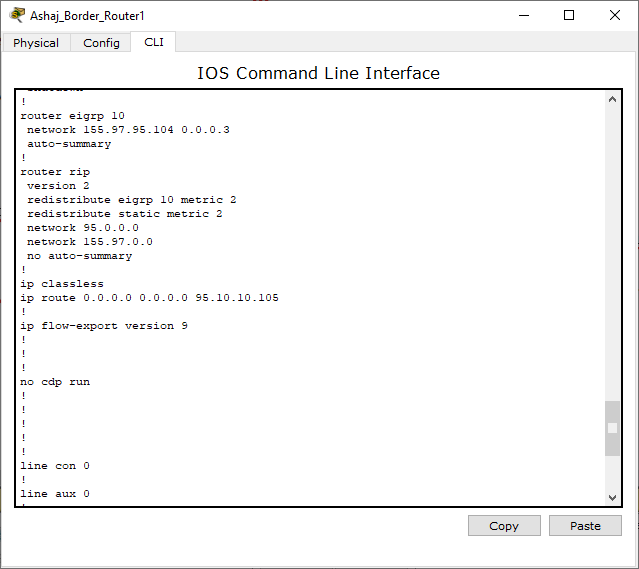 Ashaj_Border_Router1
Physical Config CLI
IOS Command Line Interface
!
router eigrp 10
 network 155.97.95.104 0.0.0.3
 auto-summary
!
router rip
 version 2
 redistribute eigrp 10 metric 2
 redistribute static metric 2
 network 95.0.0.0
 network 155.97.0.0
 no auto-summary
!
ip classless
ip route 0.0.0.0 0.0.0.0 95.10.10.105
!
ip flow-export version 9
!
!
!
no cdp run
!
!
!
!
!
line con 0
!
line aux 0
Copy Paste